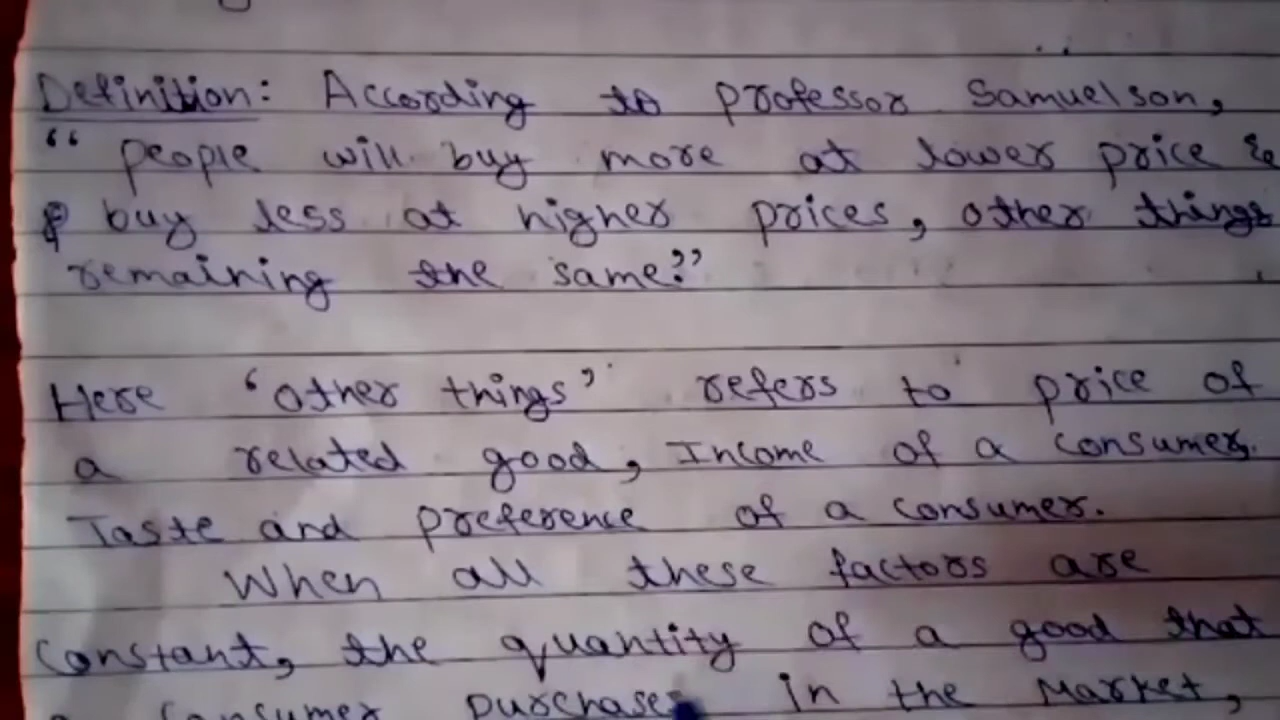 Definition: According to professor Samuelson,
“ people will buy more at lower price &
& buy less at higher prices, other things
remaining the same.”
Here ‘other things’ refers to price of
a related good, Income of a consumer,
Taste and preference of a consumer.
When all these factors are
constant, the quantity of a good that
a consumer purchases in the Market,